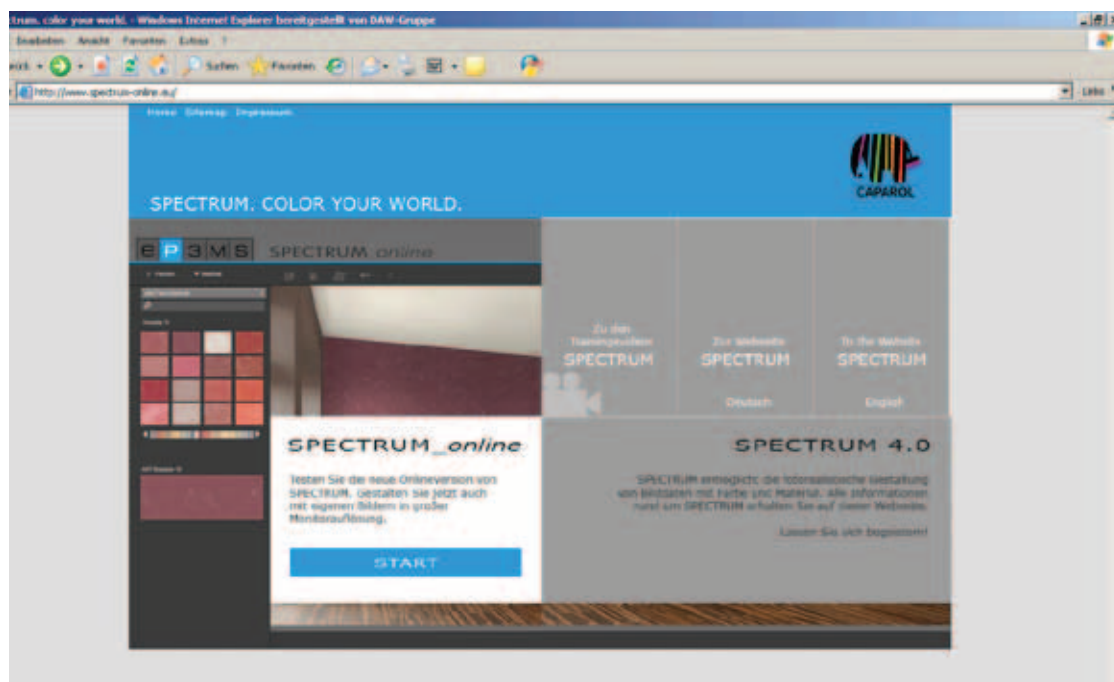 trum. color your world. - Windows Internet Explorer bereitgestellt von DAW-Gruppe
Bearbeiten Ansicht Favoriten Extras ?
Suchen Favoriten
http://www.spectrum-online.eu/
Links
Home Sitemap Impressum
CAPAROL
SPECTRUM. COLOR YOUR WORLD.
e P 3 M S SPECTRUM online
Zu den
Trainingsvideos
SPECTRUM
Zur Webseite
SPECTRUM
Deutsch
To the Website
SPECTRUM
English
SPECTRUM_online
Testen Sie die neue Onlineversion von
SPECTRUM. Gestalten Sie jetzt auch
mit eigenen Bildern in großer
Monitorauflösung.
START
SPECTRUM 4.0
SPECTRUM ermöglicht die fotorealistische Gestaltung
von Bilddaten mit Farbe und Material. Alle Informationen
rund um SPECTRUM erhalten Sie auf dieser Webseite.
Lassen Sie sich begeistern!